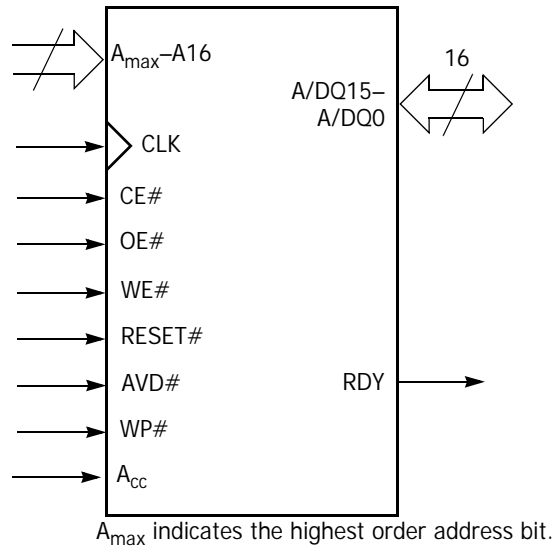 Amax–A16
16
A/DQ15–
A/DQ0
CLK
CE#
OE#
WE#
RESET#
AVD#
RDY
WP#
Acc
Amax indicates the highest order address bit.